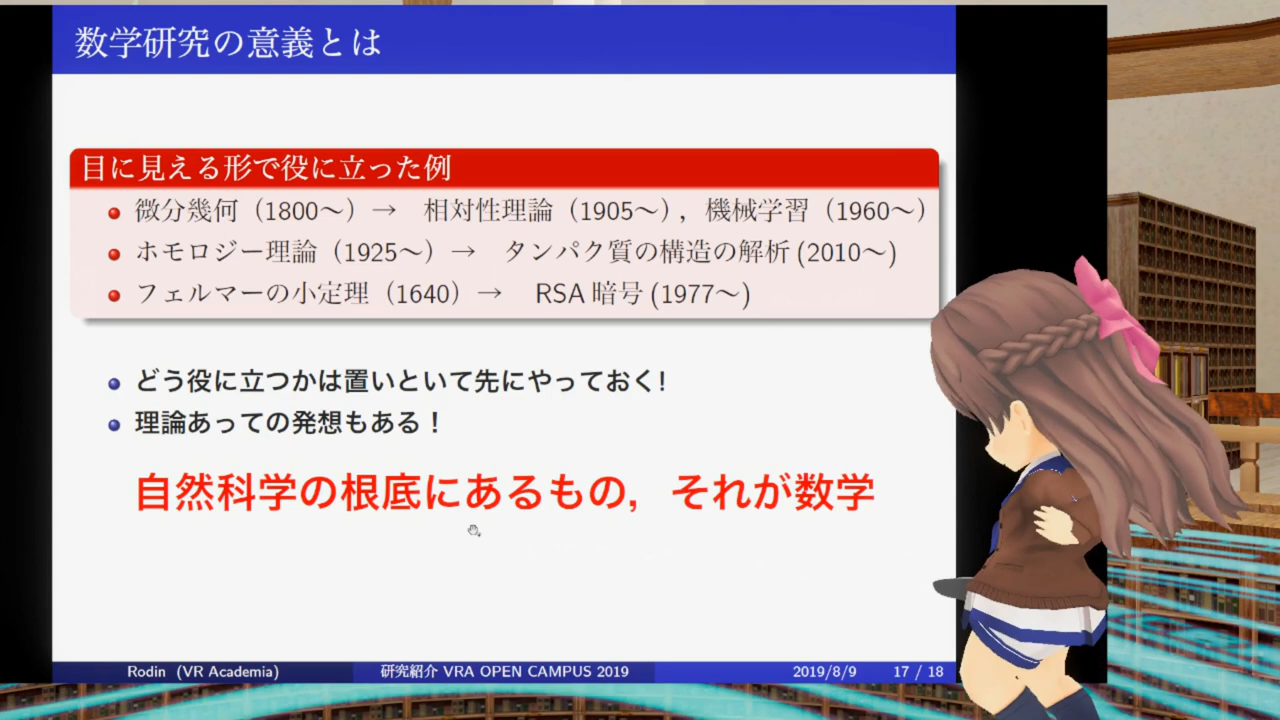 数学研究の意義とは
目に見える形で役に立った例
微分幾何（1800～）→ 相対性理論（1905～），機械学習（1960～）
ホモロジー理論（1925～）→ タンパク質の構造の解析 (2010～)
フェルマーの小定理（1640）→ RSA 暗号 (1977～)
どう役に立つかは置いといて先にやっておく!
理論あっての発想もある！
自然科学の根底にあるもの，それが数学
Rodin (VR Academia) 研究紹介 VRA OPEN CAMPUS 2019 2019/8/9 17 / 18